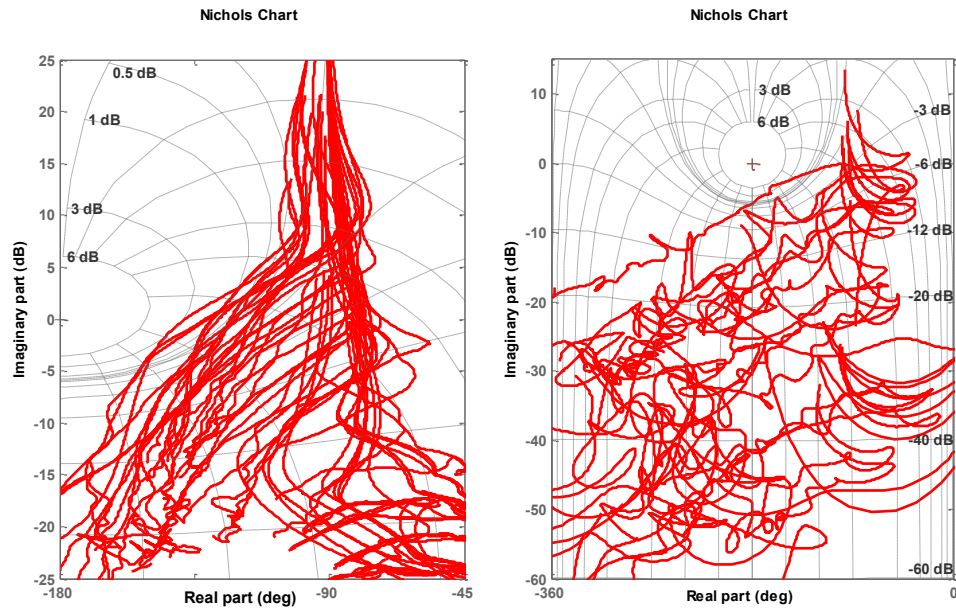 Nichols Chart
25
20
15
10
5
0
-5
-10
-15
-20
-25
0.5 dB
1 dB
3 dB
6 dB
-180
-90
-45
Real part (deg)
Imaginary part (dB)
Nichols Chart
10
0
-10
-20
-30
-40
-50
-60
3 dB
6 dB
-3 dB
-6 dB
-12 dB
-20 dB
-40 dB
-60 dB
-360
-180
0
Real part (deg)
Imaginary part (dB)